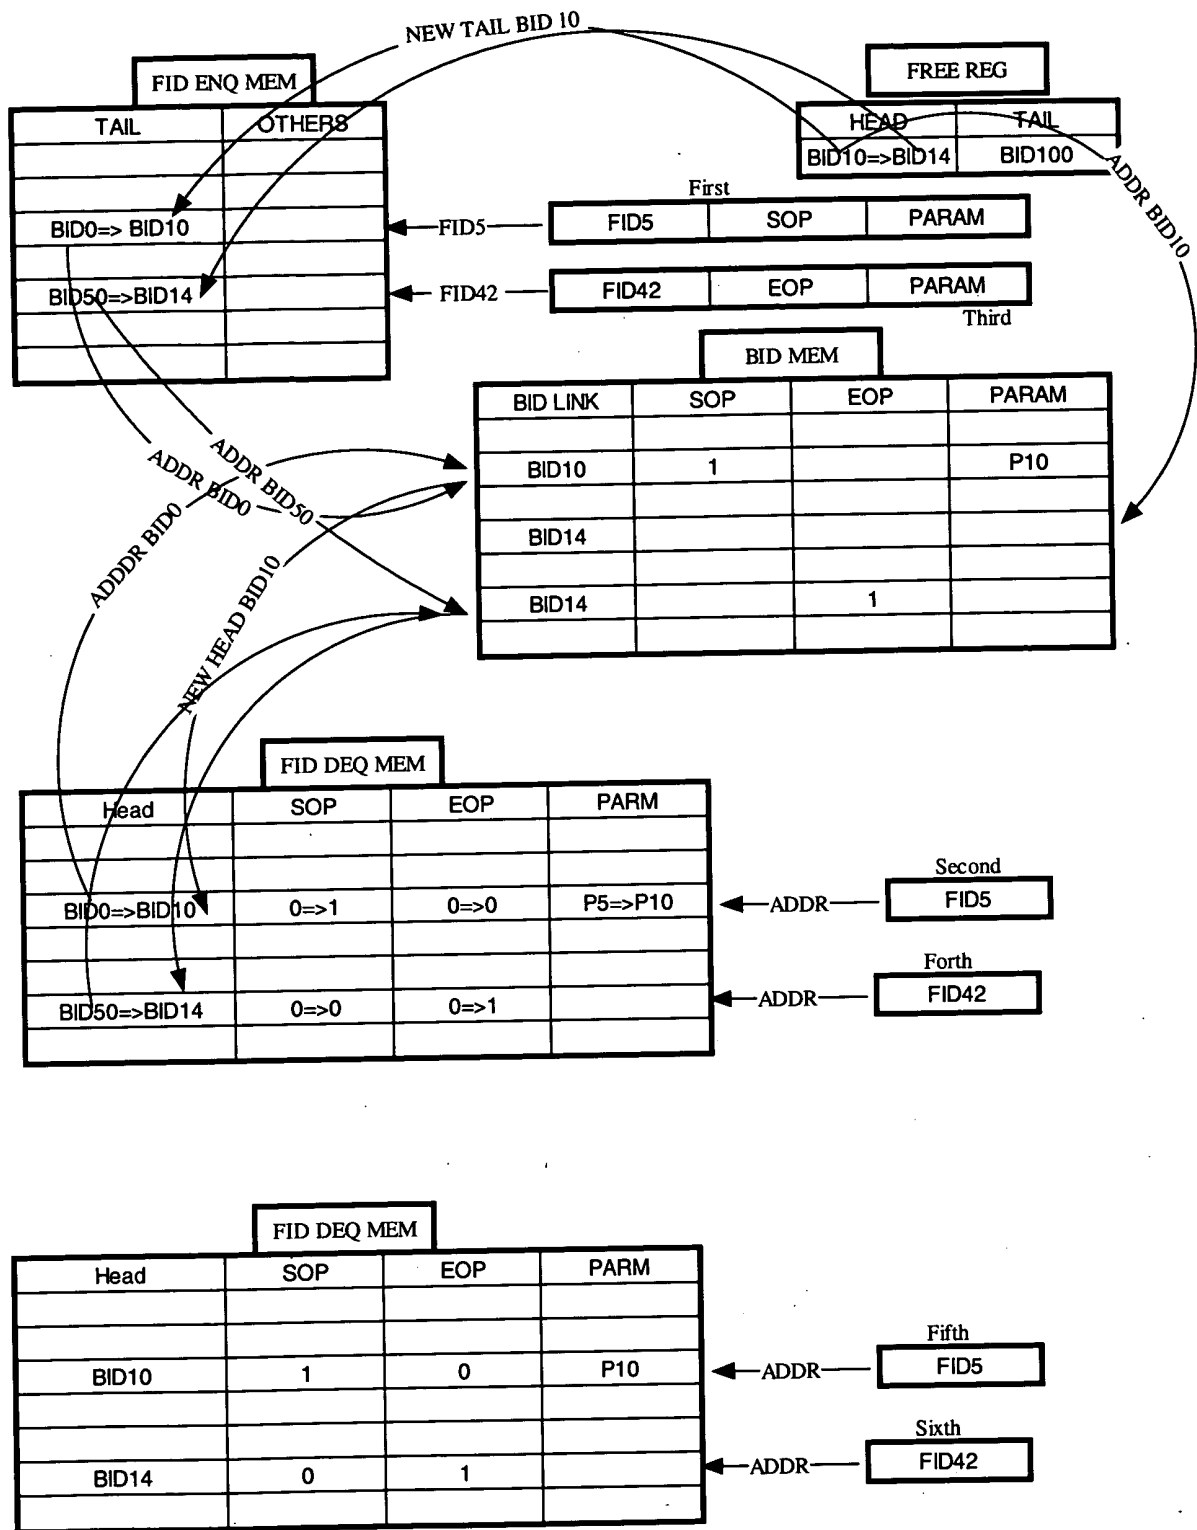 NEW TAIL BID 10
FID ENQ MEM
FREE REG
TAIL OTHERS
HEAD TAIL
BID10=>BID14 BID100
ADDR BID10
First
BID0=> BID10
FID5
FID5 SOP PARAM
BID50=>BID14
FID42
FID42 EOP PARAM
Third
BID MEM
BID LINK SOP EOP PARAM
BID10 1 P10
BID14
BID14 1
ADDR BID50
ADDR BID0
ADDDR BID0
NEW HEAD BID10
FID DEQ MEM
Head SOP EOP PARM
Second
BID0=>BID10 0=>1 0=>0 P5=>P10
ADDR
FID5
Forth
BID50=>BID14 0=>0 0=>1
ADDR
FID42
FID DEQ MEM
Head SOP EOP PARM
Fifth
BID10 1 0 P10
ADDR
FID5
Sixth
BID14 0 1
ADDR
FID42